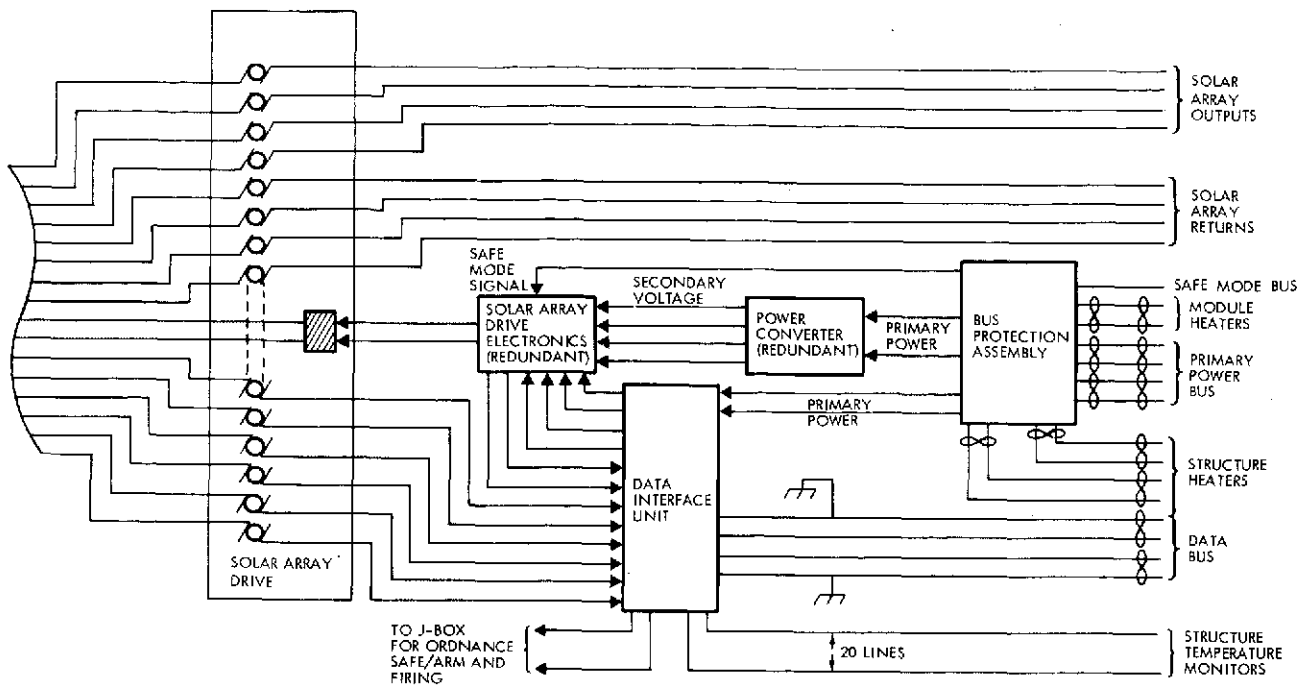 SOLAR
ARRAY
OUTPUTS
SOLAR
ARRAY
RETURNS
SAFE
MODE
SIGNAL
SOLAR ARRAY
DRIVE
ELECTRONICS
(REDUNDANT)
SECONDARY
VOLTAGE
POWER
CONVERTER
(REDUNDANT)
PRIMARY
POWER
BUS
PROTECTION
ASSEMBLY
SAFE MODE BUS
MODULE
HEATERS
PRIMARY
POWER
BUS
PRIMARY
POWER
STRUCTURE
HEATERS
DATA
INTERFACE
UNIT
DATA
BUS
SOLAR ARRAY
DRIVE
TO J-BOX
FOR ORDNANCE
SAFE/ARM AND
FIRING
20 LINES
STRUCTURE
TEMPERATURE
MONITORS